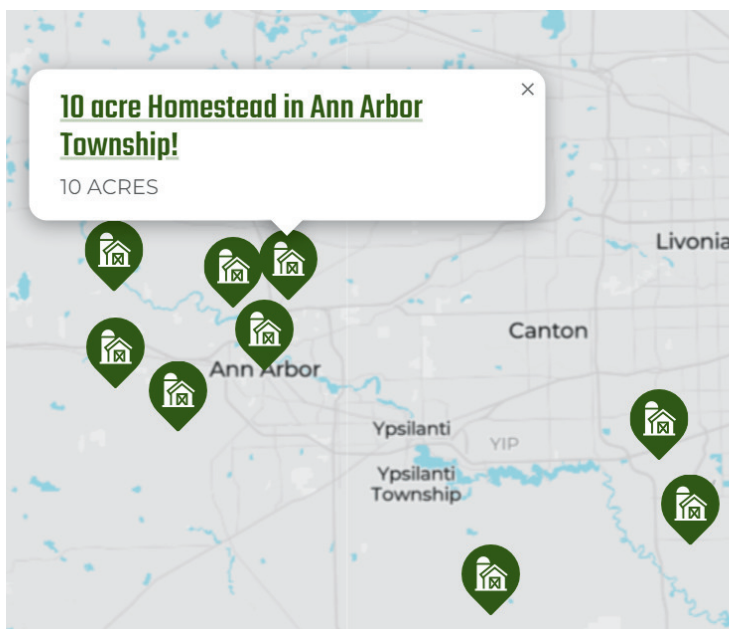 10 acre Homestead in Ann Arbor
Township!
10 ACRES
Livonia
Canton
Ann Arbor
Ypsilanti
YIP
Ypsilanti
Township